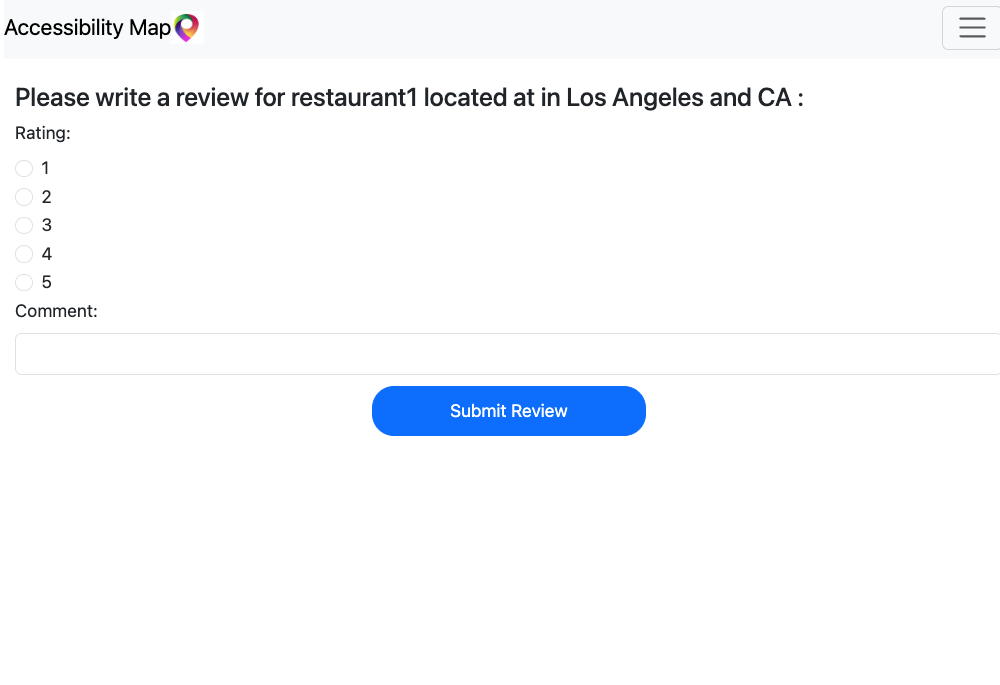 Accessibility Map
Please write a review for restaurant1 located at in Los Angeles and CA :
Rating:
1
2
3
4
5
Comment:
Submit Review